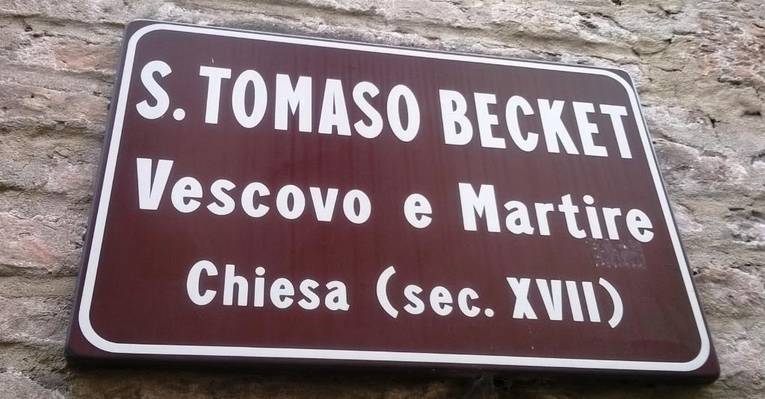 S. TOMASO BECKET
Vescovo e Martire
Chiesa (sec. XVII)